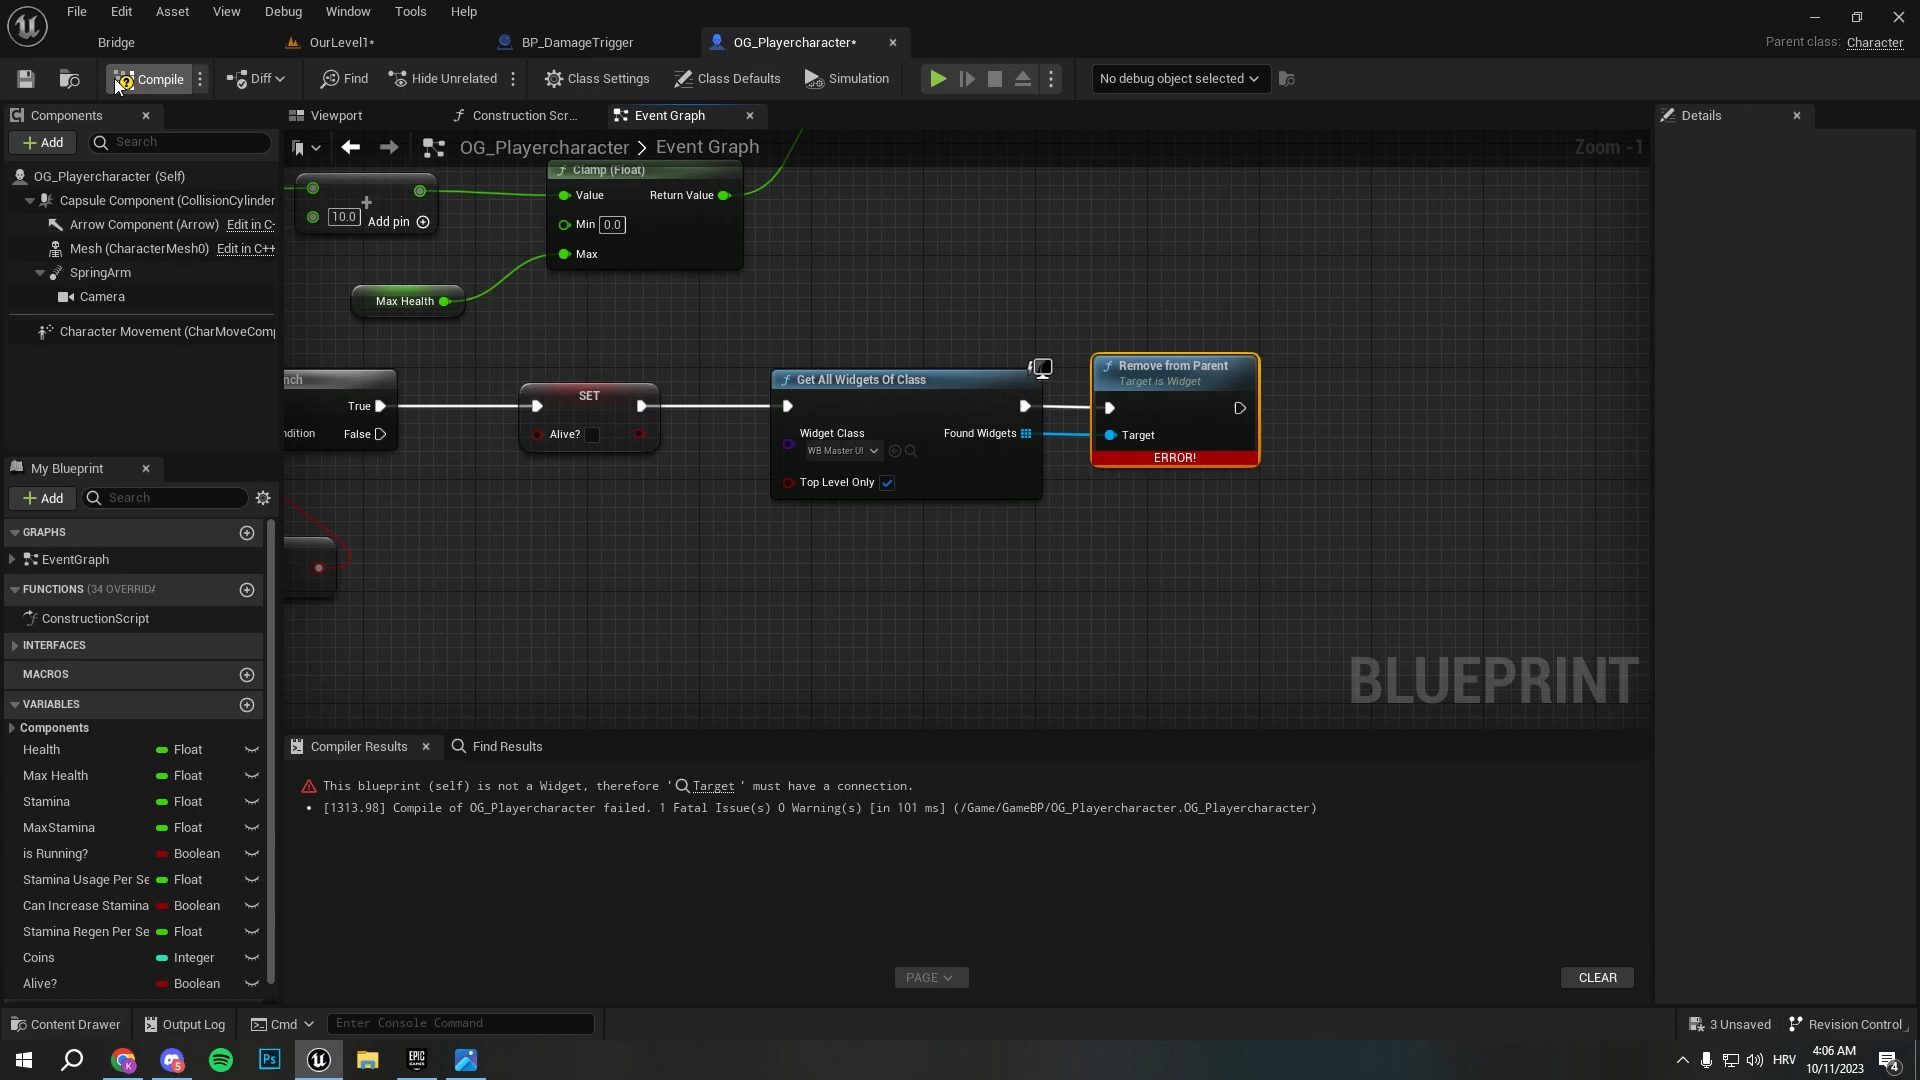 File Edit Asset View Debug Window Tools Help
Bridge OurLevel1* BP_DamageTrigger OG_Playercharacter* Parent class: Character
Compile Diff Find Hide Unrelated Class Settings Class Defaults Simulation No debug object selected
Components Viewport Construction Scr... Event Graph Details
Add Search OG_Playercharacter > Event Graph Zoom -1
OG_Playercharacter (Self)
Capsule Component (CollisionCylinder
Arrow Component (Arrow) Edit in C-
Mesh (CharacterMesh0) Edit in C++
SpringArm
Camera
Character Movement (CharMoveComp
10.0 Add pin
Clamp (Float)
Value Return Value
Min 0.0
Max
Max Health
nch
True
ndition False
SET
Alive?
Get All Widgets Of Class
Widget Class Found Widgets
WB Master UI
Top Level Only
Remove from Parent
Target is Widget
Target
ERROR!
BLUEPRINT
My Blueprint
Add Search
GRAPHS
EventGraph
FUNCTIONS (34 OVERRIDA
ConstructionScript
INTERFACES
MACROS
VARIABLES
Components
Health Float
Max Health Float
Stamina Float
MaxStamina Float
is Running? Boolean
Stamina Usage Per Se Float
Can Increase Stamina Boolean
Stamina Regen Per Se Float
Coins Integer
Alive? Boolean
Compiler Results Find Results
This blueprint (self) is not a Widget, therefore ' Target ' must have a connection.
• [1313.98] Compile of OG_Playercharacter failed. 1 Fatal Issue(s) 0 Warning(s) [in 101 ms] (/Game/GameBP/OG_Playercharacter.OG_Playercharacter)
PAGE CLEAR
Content Drawer Output Log Cmd Enter Console Command 3 Unsaved Revision Control
Ps EPIC GAMES HRV 4:06 AM
10/11/2023 4